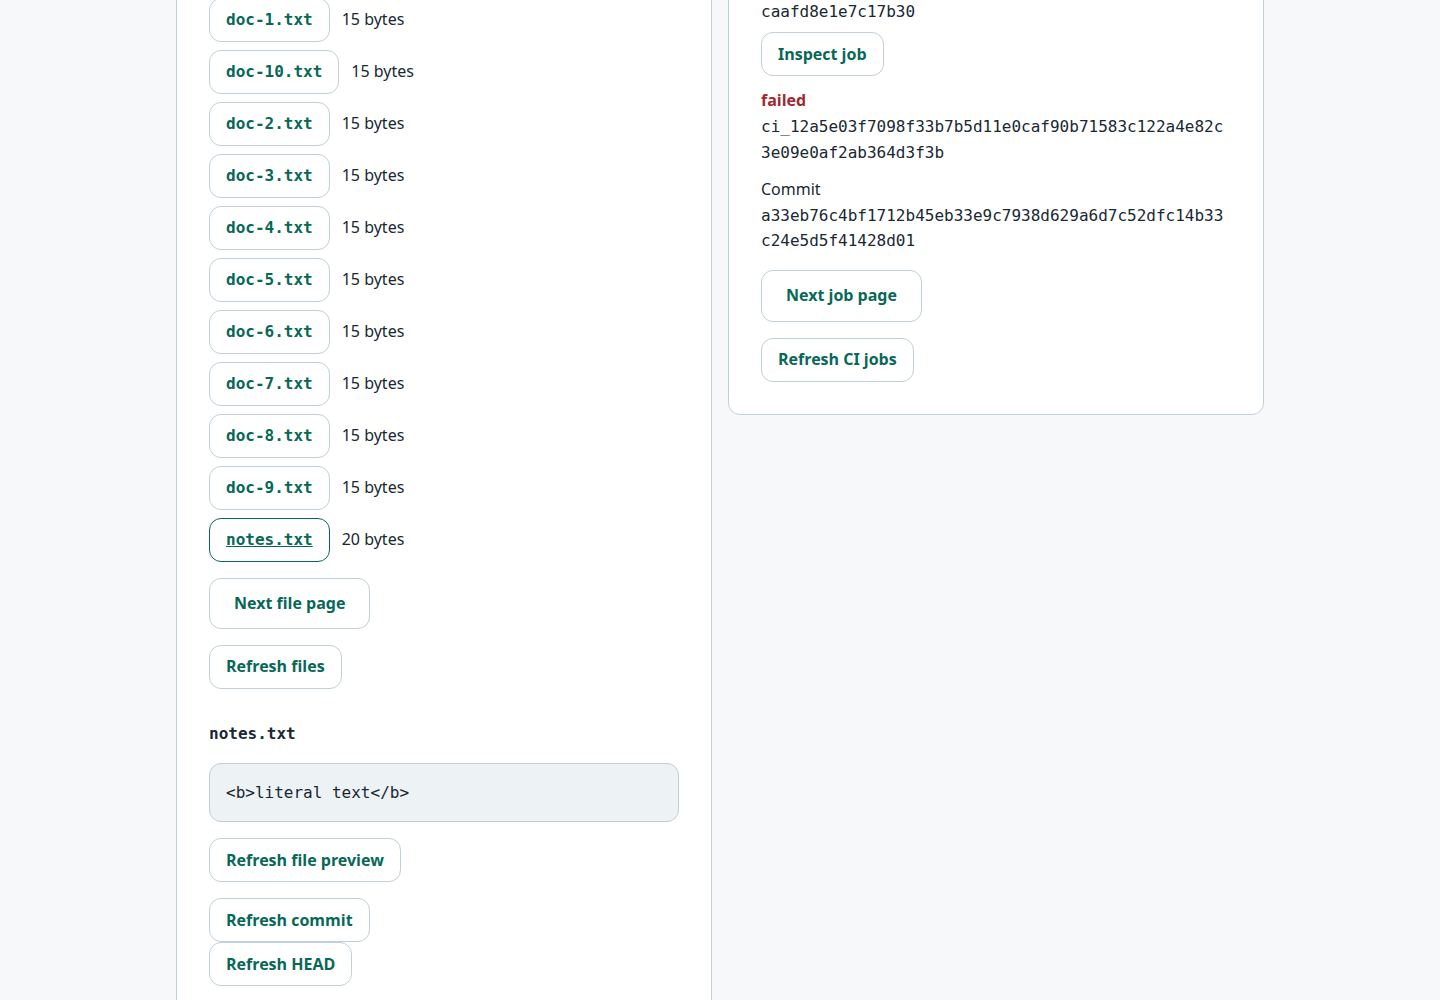 doc-1.txt 15 bytes
doc-10.txt 15 bytes
doc-2.txt 15 bytes
doc-3.txt 15 bytes
doc-4.txt 15 bytes
doc-5.txt 15 bytes
doc-6.txt 15 bytes
doc-7.txt 15 bytes
doc-8.txt 15 bytes
doc-9.txt 15 bytes
notes.txt 20 bytes
Next file page
Refresh files
notes.txt
<b>literal text</b>
Refresh file preview
Refresh commit
Refresh HEAD
caafd8e1e7c17b30
Inspect job
failed
ci_12a5e03f7098f33b7b5d11e0caf90b71583c122a4e82c
3e09e0af2ab364d3f3b
Commit
a33eb76c4bf1712b45eb33e9c7938d629a6d7c52dfc14b33
c24e5d5f41428d01
Next job page
Refresh CI jobs